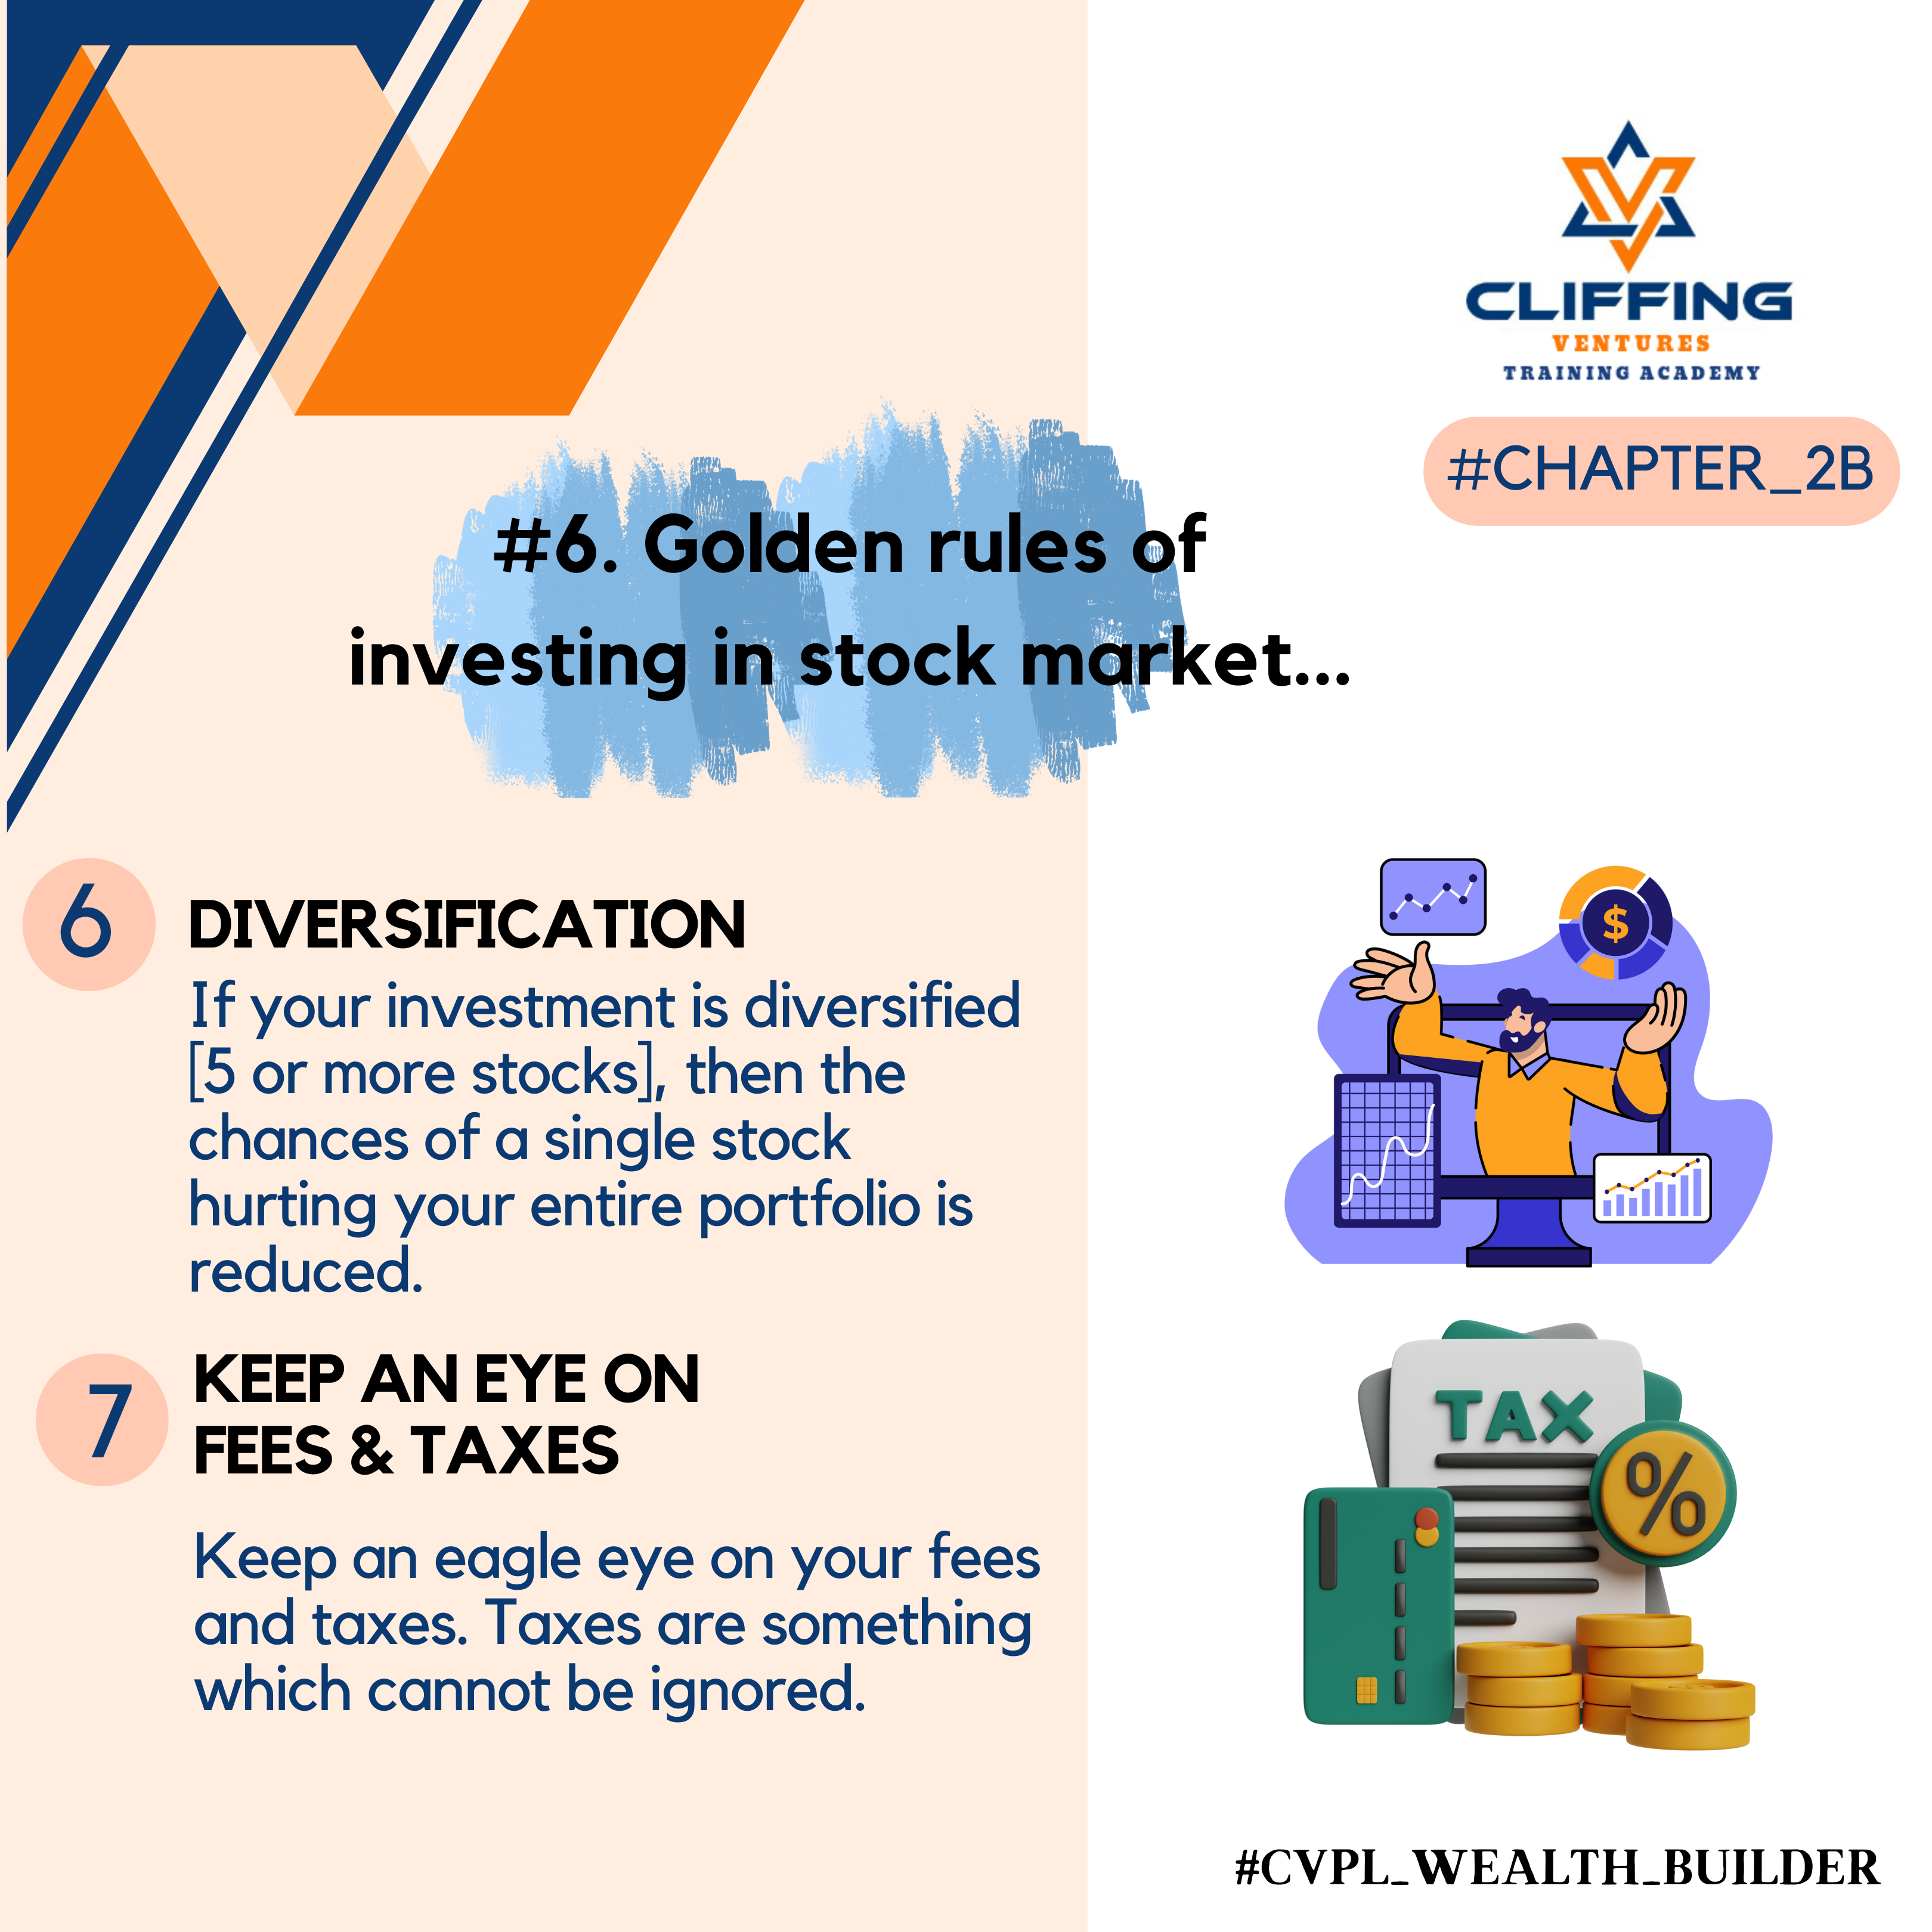 CLIFFING
VENTURES
TRAINING ACADEMY
#CHAPTER_2B
#6. Golden rules of
investing in stock market...
6
DIVERSIFICATION
If your investment is diversified
[5 or more stocks], then the
chances of a single stock
hurting your entire portfolio is
reduced.
$
7
KEEP AN EYE ON
FEES & TAXES
Keep an eagle eye on your fees
and taxes. Taxes are something
which cannot be ignored.
TAX
%
#CVPL_WEALTH_BUILDER